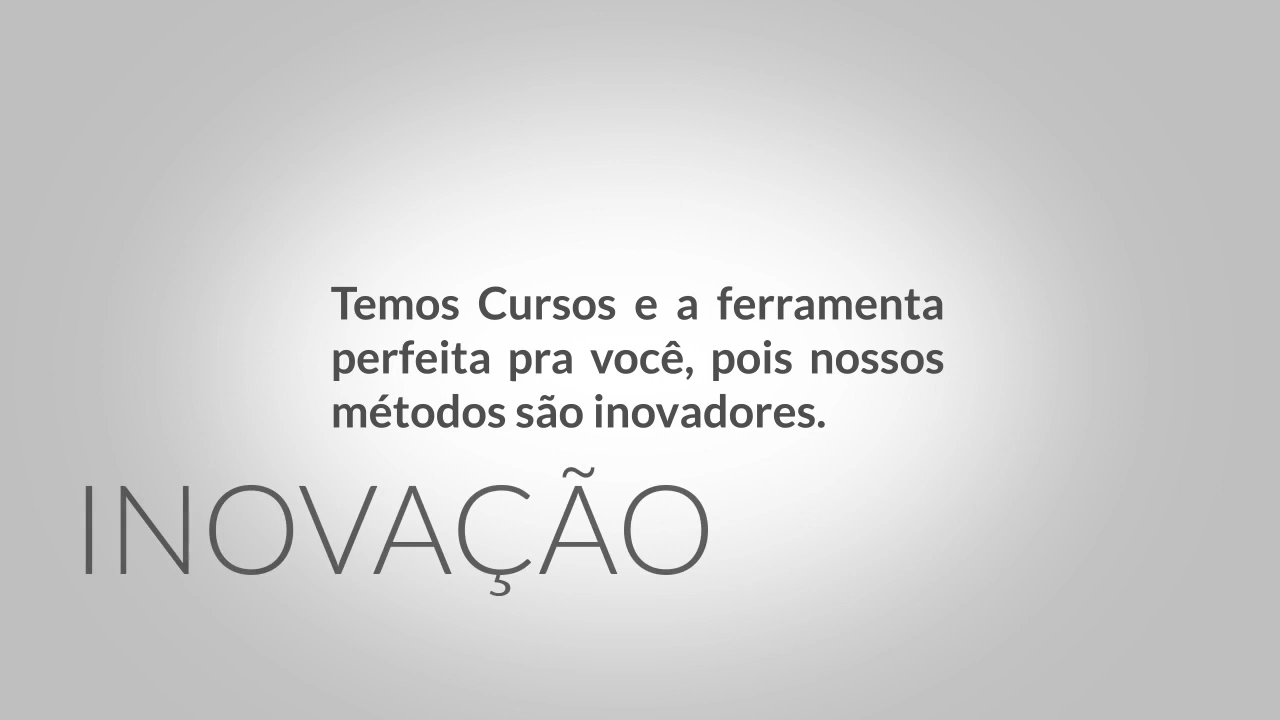 Temos Cursos e a ferramenta
perfeita pra você, pois nossos
métodos são inovadores.
INOVAÇÃO